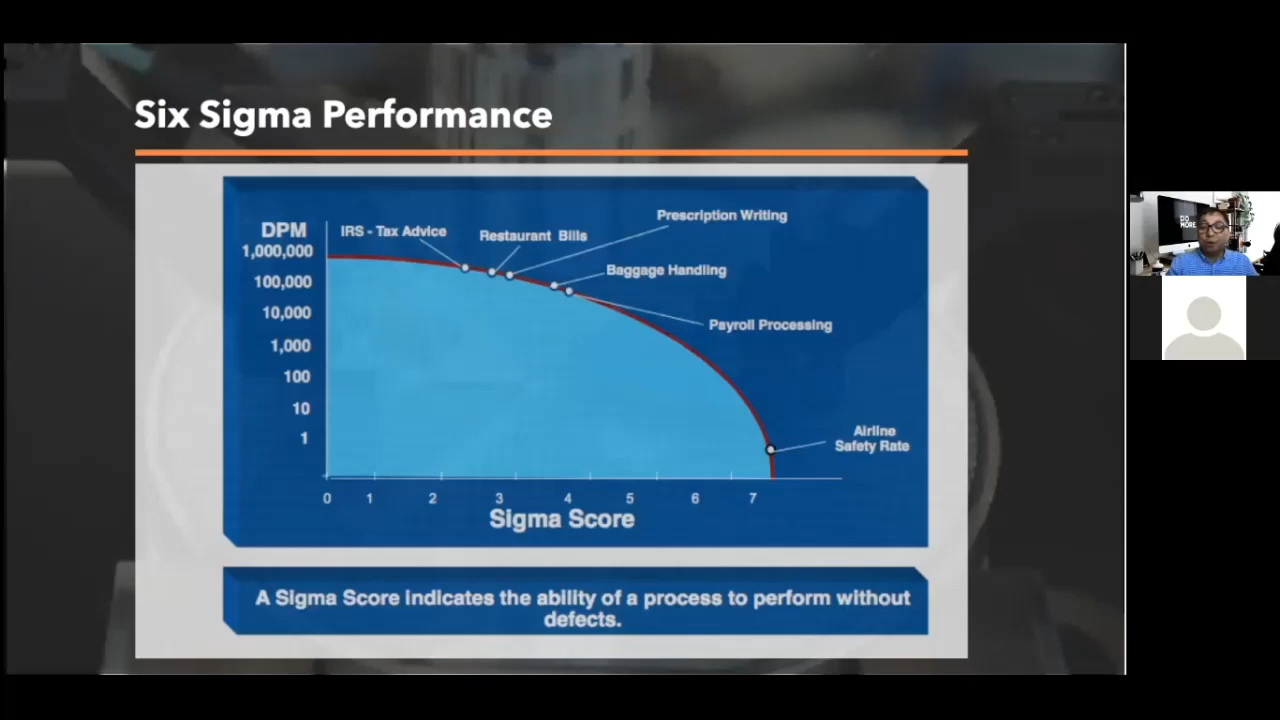 Six Sigma Performance
DPM
1,000,000
100,000
10,000
1,000
100
10
1
IRS - Tax Advice
Restaurant Bills
Prescription Writing
Baggage Handling
Payroll Processing
Airline
Safety Rate
0 1 2 3 4 5 6 7
Sigma Score
A Sigma Score indicates the ability of a process to perform without
defects.
DO
MORE.